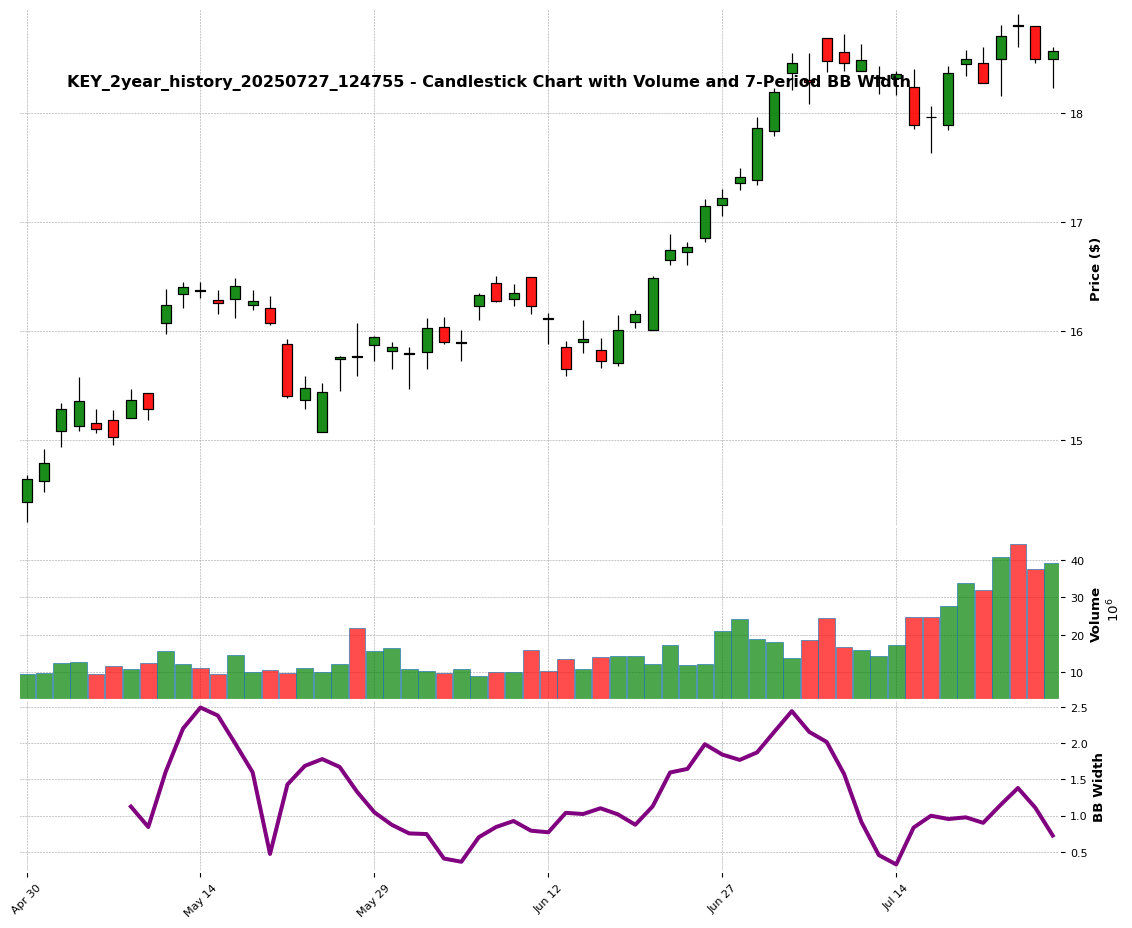 KEY_2year_history_20250727_124755 - Candlestick Chart with Volume and 7-Period BB Width
18
17
16
15
Price ($)
40
30
20
10
Volume
10^6
2.5
2.0
1.5
1.0
0.5
BB Width
Apr 30
May 14
May 29
Jun 12
Jun 27
Jul 14